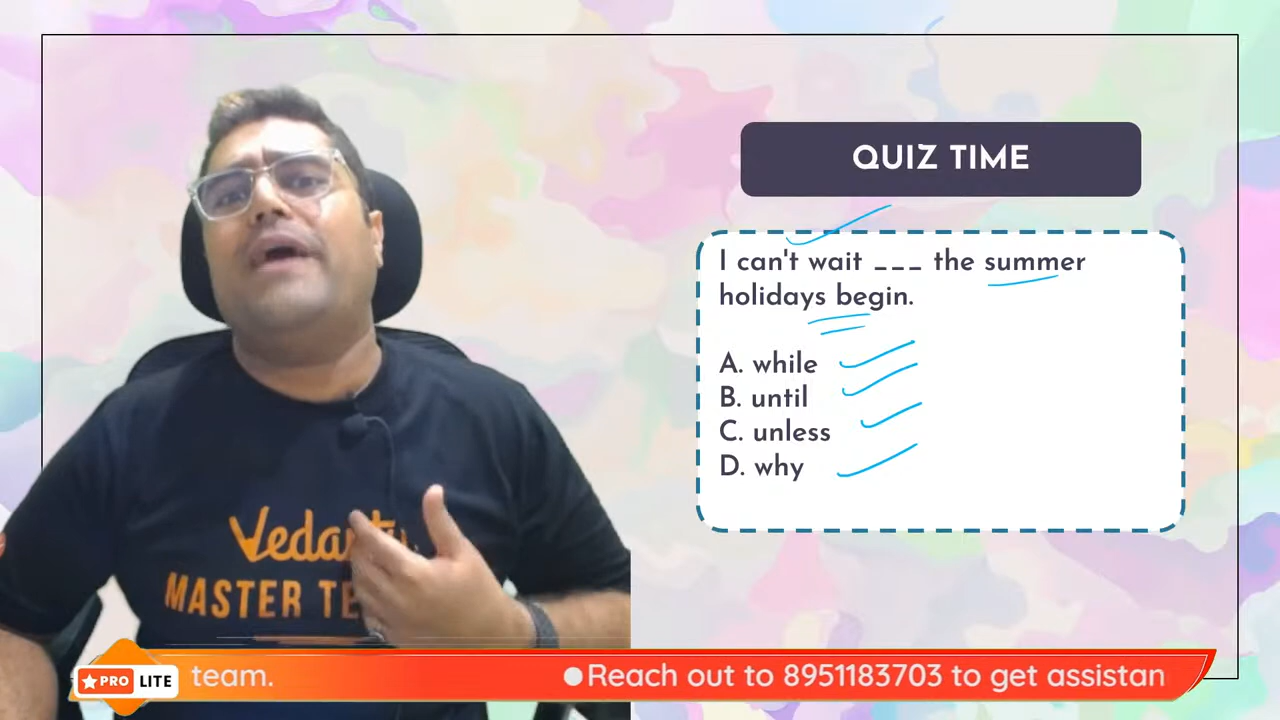 QUIZ TIME
I can't wait ___ the summer
holidays begin.
A. while
B. until
C. unless
D. why
MASTER
PRO LITE
team.
Reach out to 8951183703 to get assistan